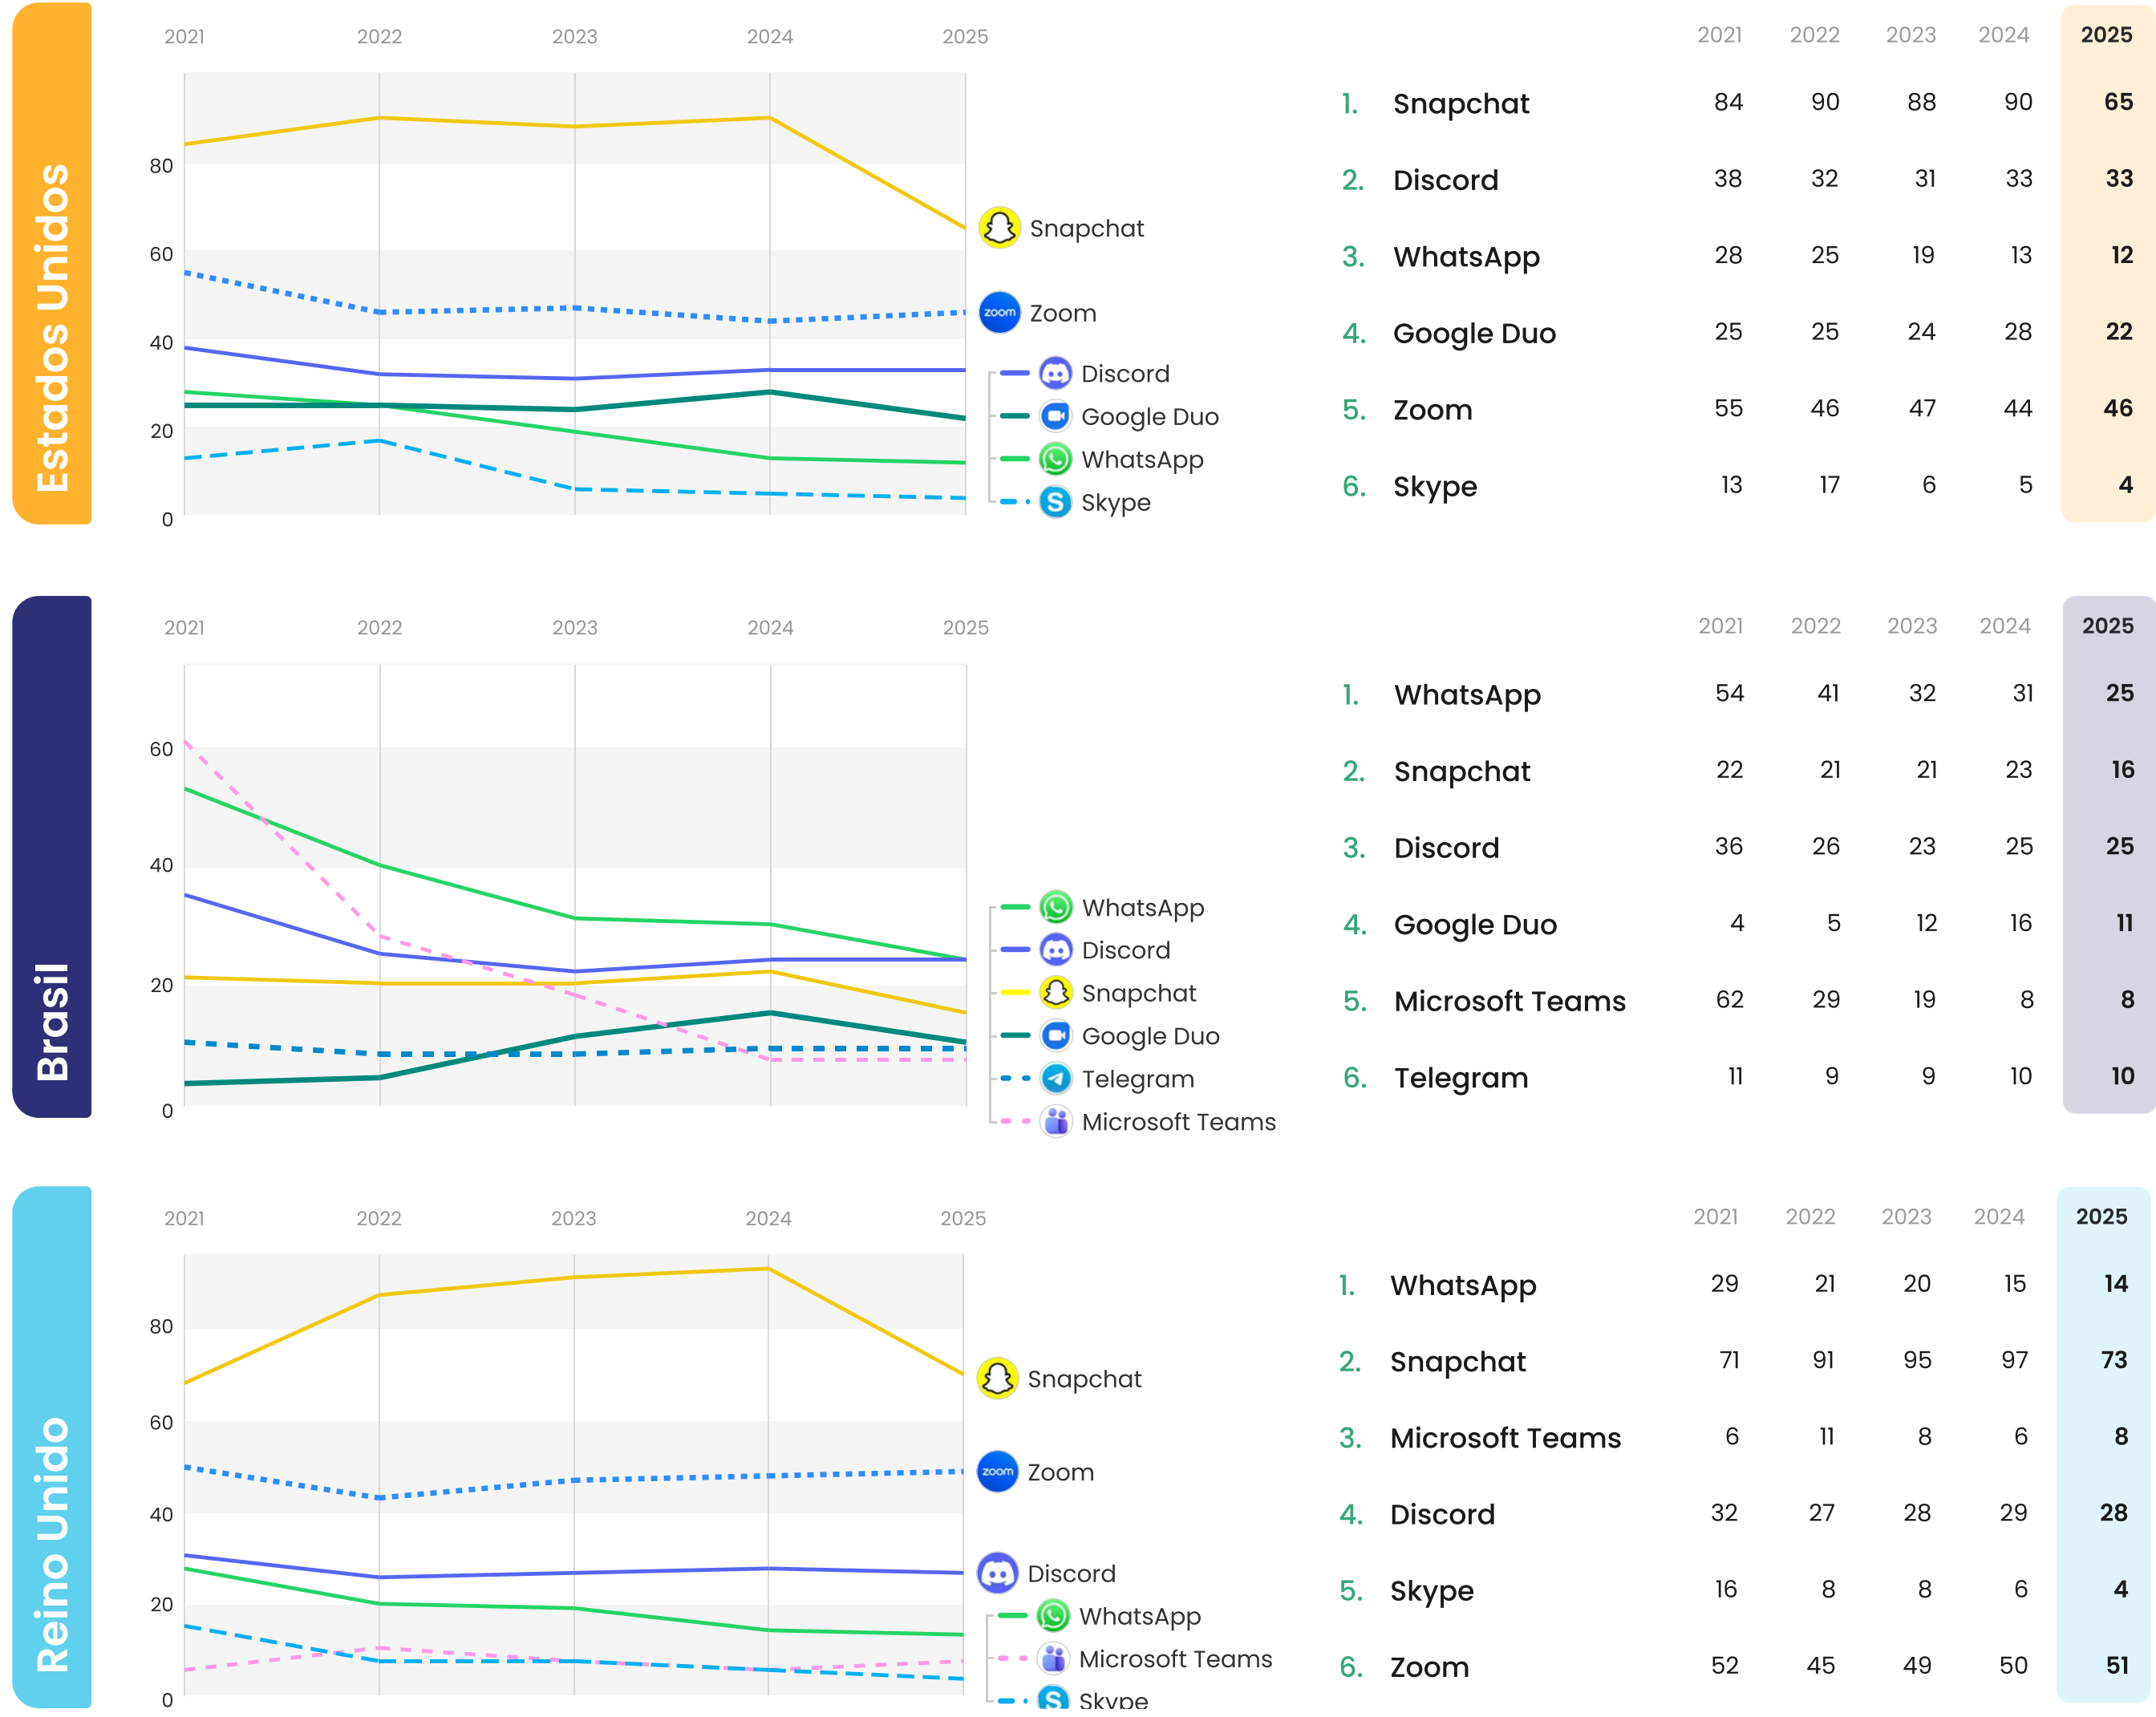 Estados Unidos
2021 2022 2023 2024 2025
80
60
40
20
0
Snapchat
zoom Zoom
Discord
Google Duo
WhatsApp
S Skype
2021 2022 2023 2024 2025
1. Snapchat 84 90 88 90 65
2. Discord 38 32 31 33 33
3. WhatsApp 28 25 19 13 12
4. Google Duo 25 25 24 28 22
5. Zoom 55 46 47 44 46
6. Skype 13 17 6 5 4
Brasil
2021 2022 2023 2024 2025
60
40
20
0
WhatsApp
Discord
Snapchat
Google Duo
Telegram
Microsoft Teams
2021 2022 2023 2024 2025
1. WhatsApp 54 41 32 31 25
2. Snapchat 22 21 21 23 16
3. Discord 36 26 23 25 25
4. Google Duo 4 5 12 16 11
5. Microsoft Teams 62 29 19 8 8
6. Telegram 11 9 9 10 10
Reino Unido
2021 2022 2023 2024 2025
80
60
40
20
0
Snapchat
zoom Zoom
Discord
WhatsApp
Microsoft Teams
S Skype
2021 2022 2023 2024 2025
1. WhatsApp 29 21 20 15 14
2. Snapchat 71 91 95 97 73
3. Microsoft Teams 6 11 8 6 8
4. Discord 32 27 28 29 28
5. Skype 16 8 8 6 4
6. Zoom 52 45 49 50 51